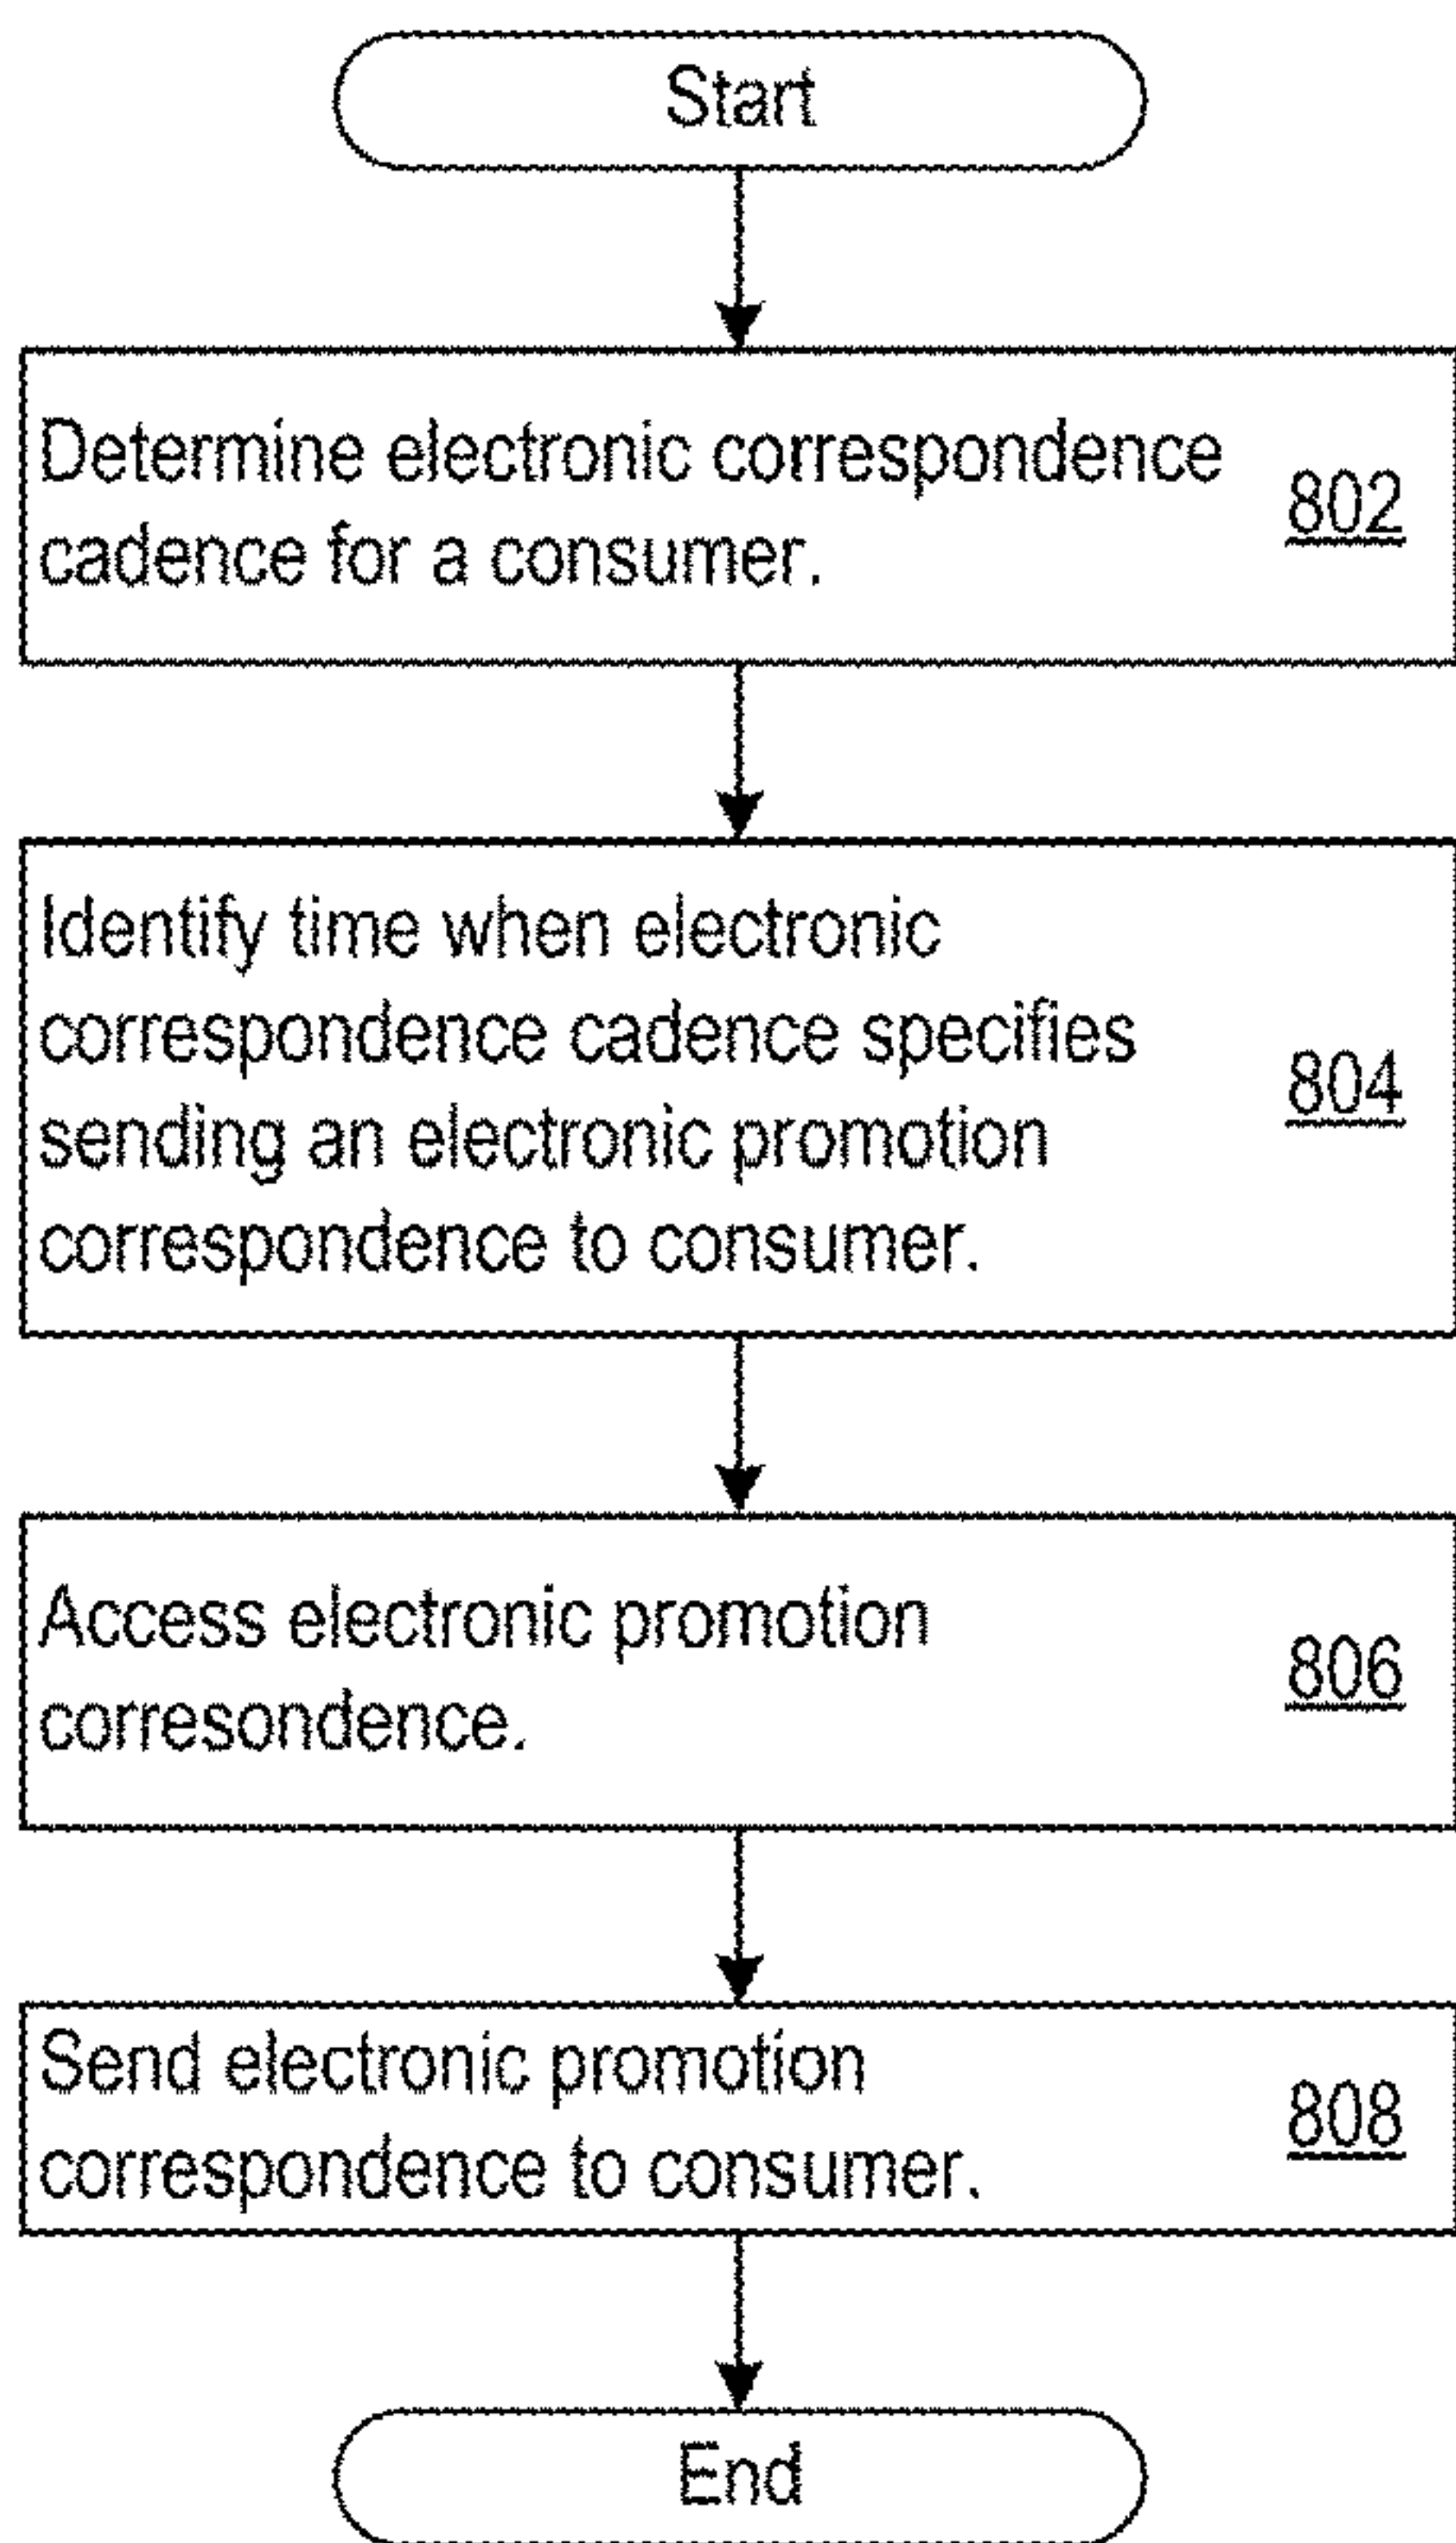 Start
Determine electronic correspondence
cadence for a consumer.
802
Identify time when electronic
correspondence cadence specifies
sending an electronic promotion
correspondence to consumer.
804
Access electronic promotion
corresondence.
806
Send electronic promotion
correspondence to consumer.
808
End